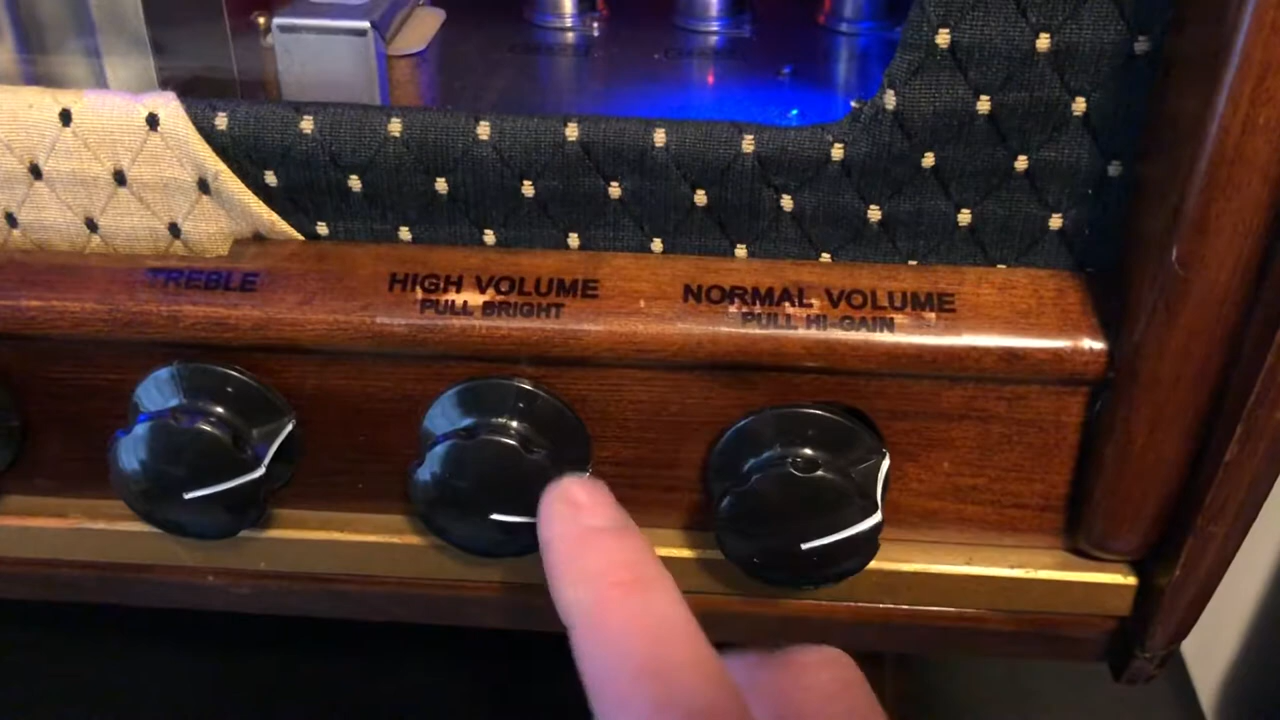 TREBLE
HIGH VOLUME
PULL BRIGHT
NORMAL VOLUME
PULL HI-GAIN